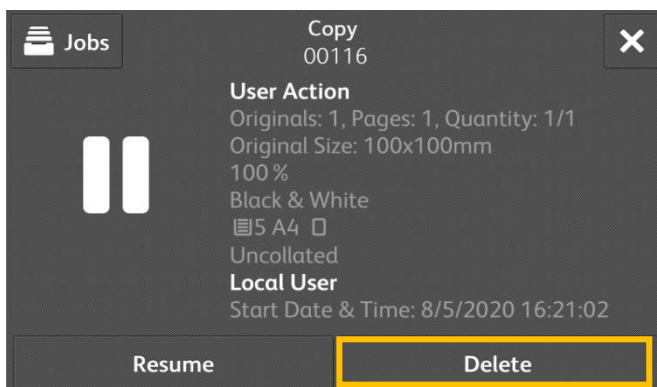 Jobs
Copy
00116
User Action
Originals: 1, Pages: 1, Quantity: 1/1
Original Size: 100x100mm
100 %
Black & White
5 A4
Uncollated
Local User
Start Date & Time: 8/5/2020 16:21:02
Resume
Delete